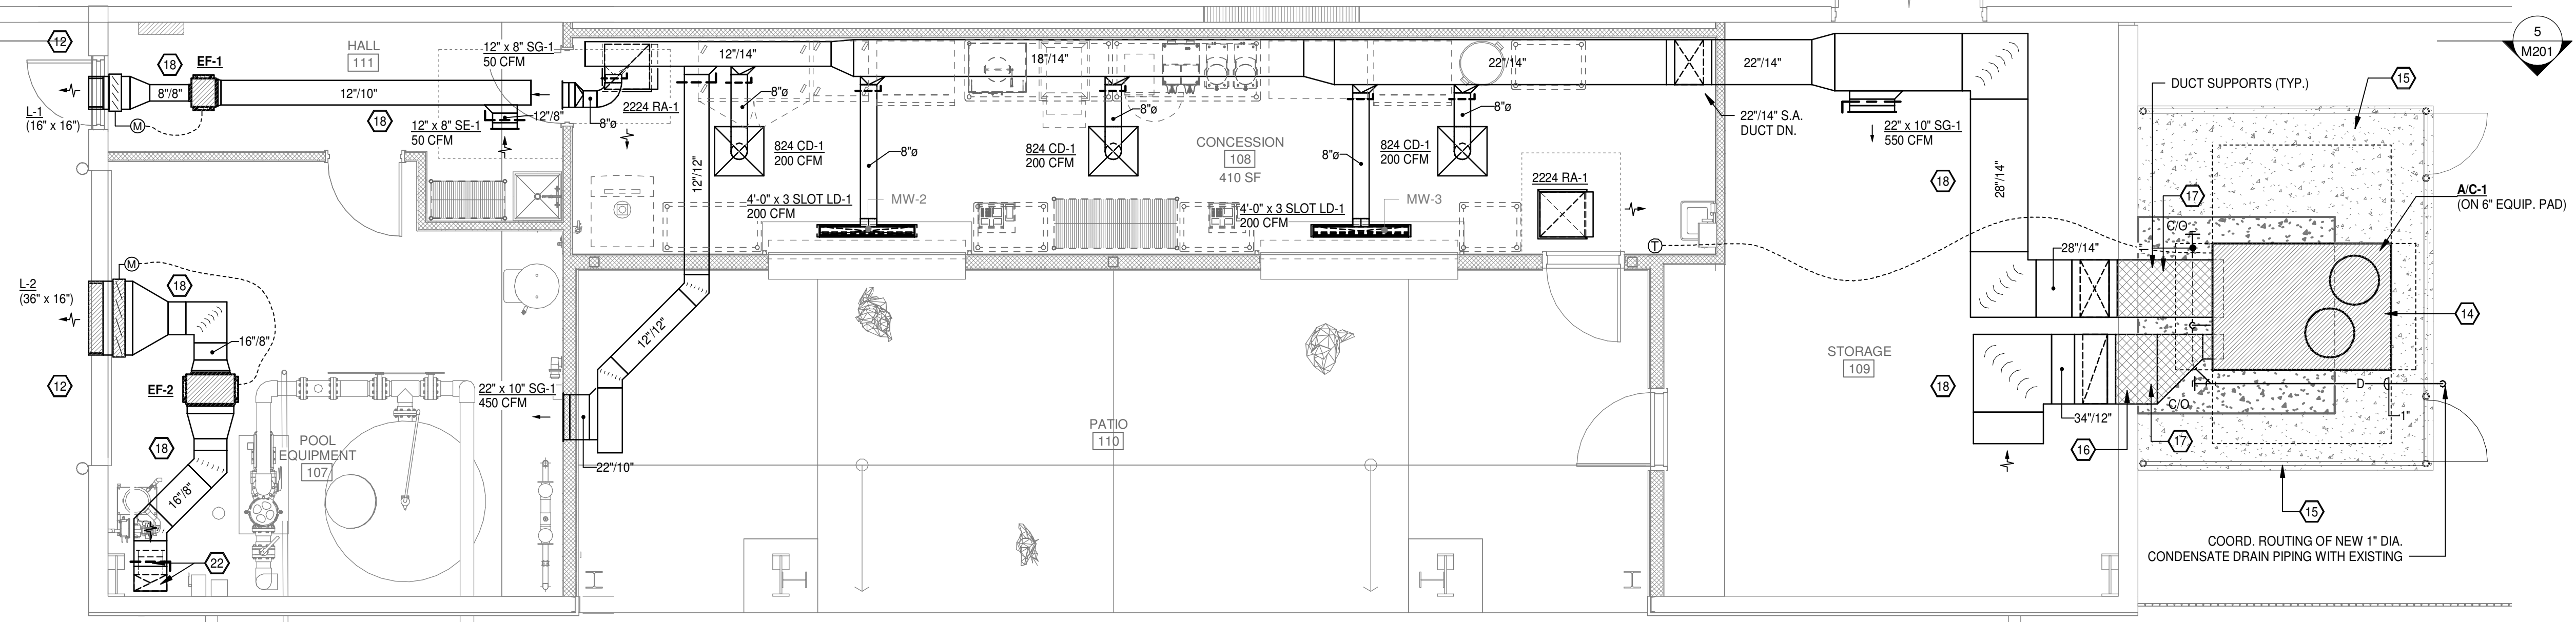 12
18
EF-1
HALL
111
12" x 8" SG-1
50 CFM
8"/8"
12"/10"
L-1
(16" x 16")
M
18
12" x 8" SE-1
50 CFM
12"/8"
8"ø
2224 RA-1
12"/14"
8"ø
18"/14"
8"ø
22"/14"
8"ø
22"/14"
22"/14" S.A.
DUCT DN.
22" x 10" SG-1
550 CFM
5
M201
DUCT SUPPORTS (TYP.)
15
824 CD-1
200 CFM
8"ø
824 CD-1
200 CFM
CONCESSION
108
410 SF
8"ø
824 CD-1
200 CFM
12"/12"
4'-0" x 3 SLOT LD-1
200 CFM
MW-2
4'-0" x 3 SLOT LD-1
200 CFM
MW-3
2224 RA-1
T
18
28"/14"
17
C/O
A/C-1
(ON 6" EQUIP. PAD)
28"/14"
M
L-2
(36" x 16")
18
16"/8"
12
EF-2
12"/12"
22" x 10" SG-1
450 CFM
22"/10"
18
POOL
EQUIPMENT
107
16"/8"
22
PATIO
110
STORAGE
109
18
14
D
C/O
1"
34"/12"
16
17
15
COORD. ROUTING OF NEW 1" DIA.
CONDENSATE DRAIN PIPING WITH EXISTING